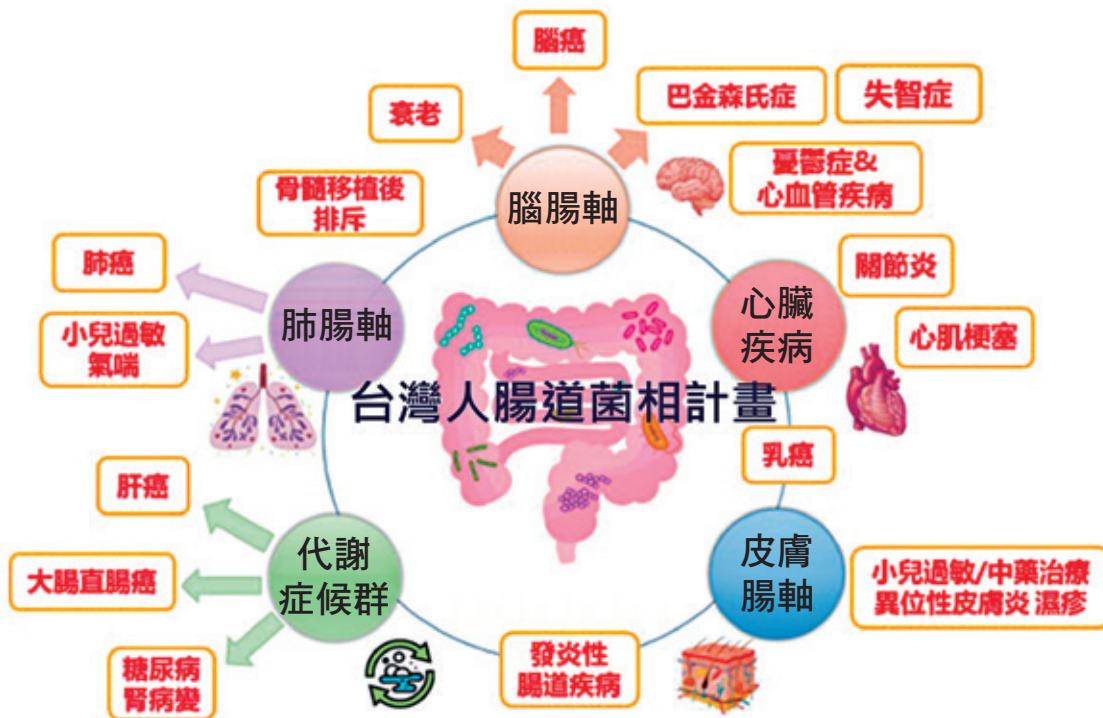 腦癌
衰老
巴金森氏症
失智症
憂鬱症&
心血管疾病
骨髓移植後
排斥
腦腸軸
肺癌
小兒過敏
氣喘
肺腸軸
心臟
疾病
關節炎
心肌梗塞
台灣人腸道菌相計畫
乳癌
肝癌
大腸直腸癌
糖尿病
腎病變
代謝
症候群
皮膚
腸軸
小兒過敏/中藥治療
異位性皮膚炎 濕疹
發炎性
腸道疾病